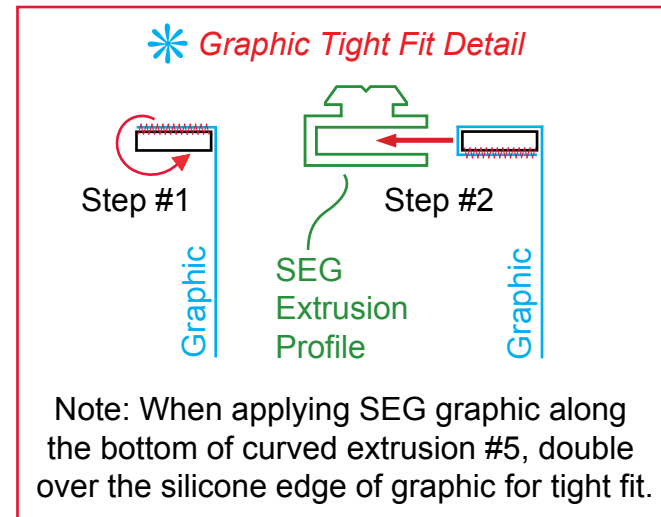 Graphic Tight Fit Detail
Step #1
Step #2
Graphic
SEG
Extrusion
Profile
Graphic
Note: When applying SEG graphic along
the bottom of curved extrusion #5, double
over the silicone edge of graphic for tight fit.